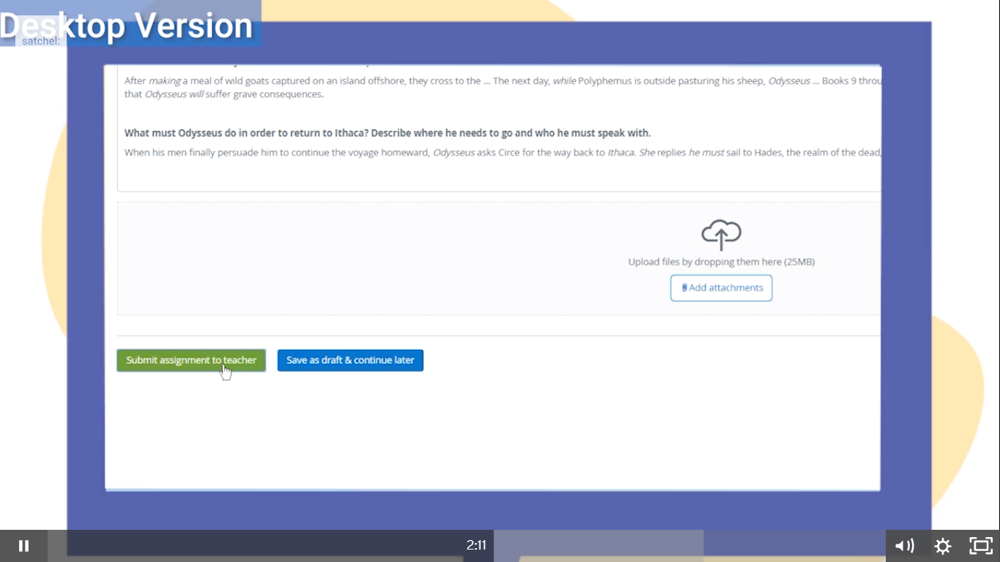 Desktop Version
satchel:
After making a meal of wild goats captured on an island offshore, they cross to the ... The next day, while Polyphemus is outside pasturing his sheep, Odysseus ... Books 9 throu
that Odysseus will suffer grave consequences.
What must Odysseus do in order to return to Ithaca? Describe where he needs to go and who he must speak with.
When his men finally persuade him to continue the voyage homeward, Odysseus asks Circe for the way back to Ithaca. She replies he must sail to Hades, the realm of the dead,
Upload files by dropping them here (25MB)
Add attachments
Submit assignment to teacher Save as draft & continue later
2:11